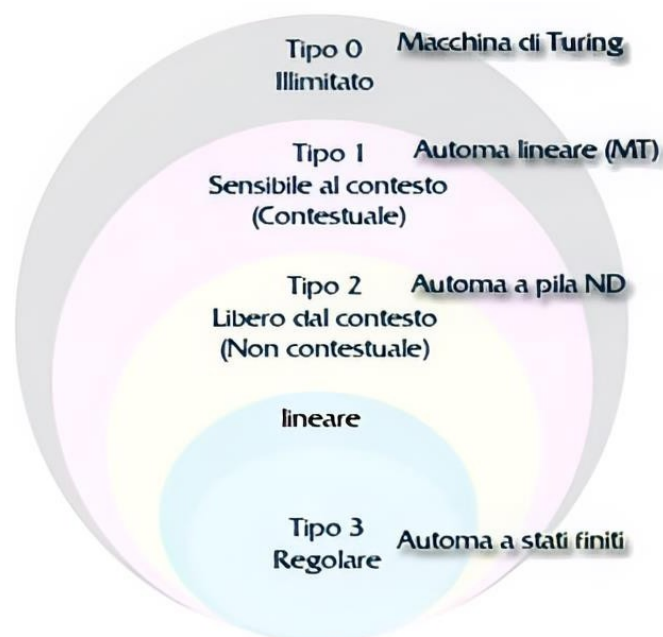 Tipo 0 Macchina di Turing
Illimitato
Tipo 1 Automa lineare (MT)
Sensibile al contesto
(Contestuale)
Tipo 2 Automa a pila ND
Libero dal contesto
(Non contestuale)
lineare
Tipo 3 Automa a stati finiti
Regolare